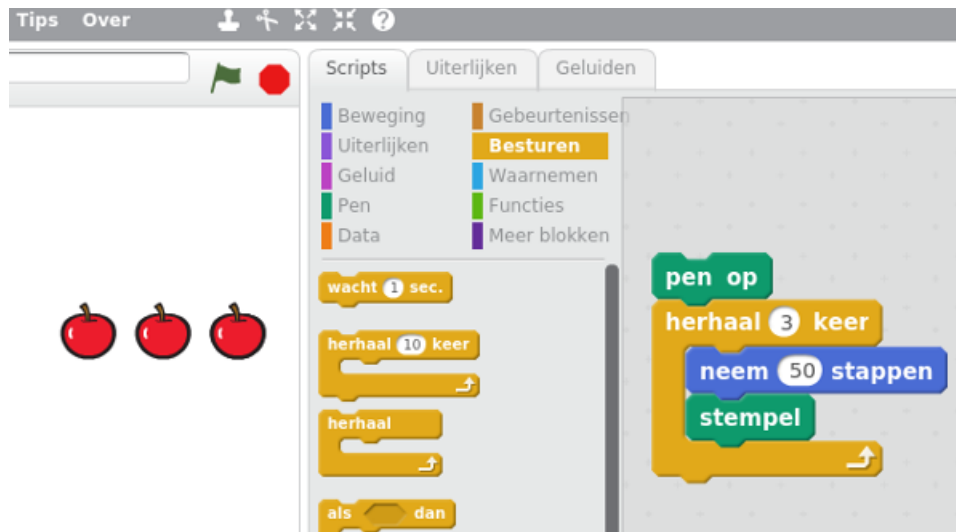 Tips Over
Scripts Uiterlijken Geluiden
Beweging Gebeurtenissen
Uiterlijken Besturen
Geluid Waarnemen
Pen Functies
Data Meer blokken
wacht 1 sec.
herhaal 10 keer
herhaal
als dan
pen op
herhaal 3 keer
neem 50 stappen
stempel